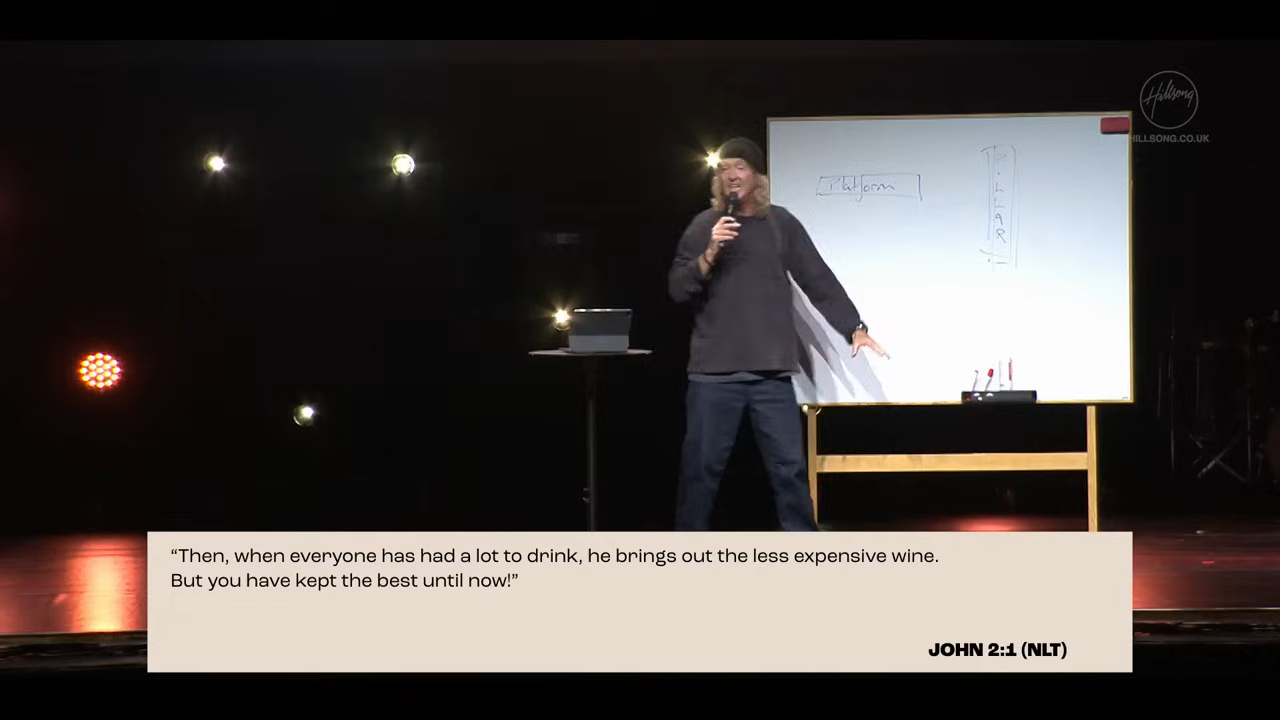 Hillsong
HILLSONG.CO.UK
Platform
PILLAR
“Then, when everyone has had a lot to drink, he brings out the less expensive wine.
But you have kept the best until now!”
JOHN 2:1 (NLT)